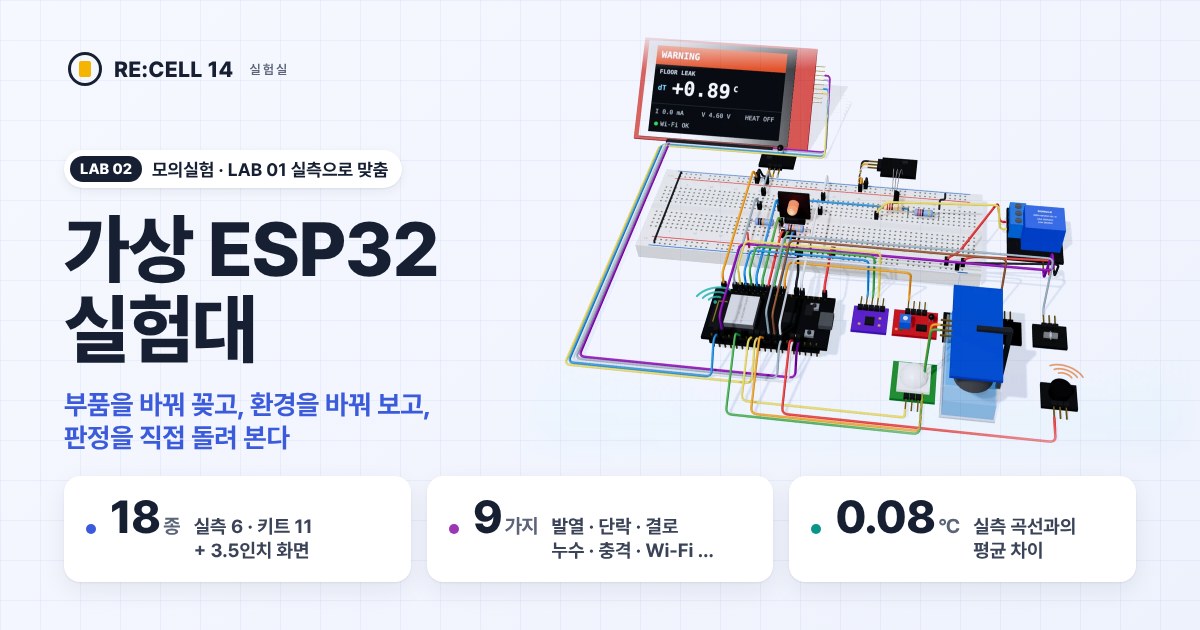 RE:CELL 14 실험실
LAB 02 모의실험 · LAB 01 실측으로 맞춤
가상 ESP32
실험대
부품을 바꿔 꽂고, 환경을 바꿔 보고,
판정을 직접 돌려 본다
WARNING
FLOOR LEAK
dT +0.89 C
I 0.0 mA V 4.60 V HEAT OFF
Wi-Fi OK
18종 실측 6 · 키트 11
+ 3.5인치 화면
9가지 발열 · 단락 · 결로
누수 · 충격 · Wi-Fi ...
0.08°C 실측 곡선과의
평균 차이